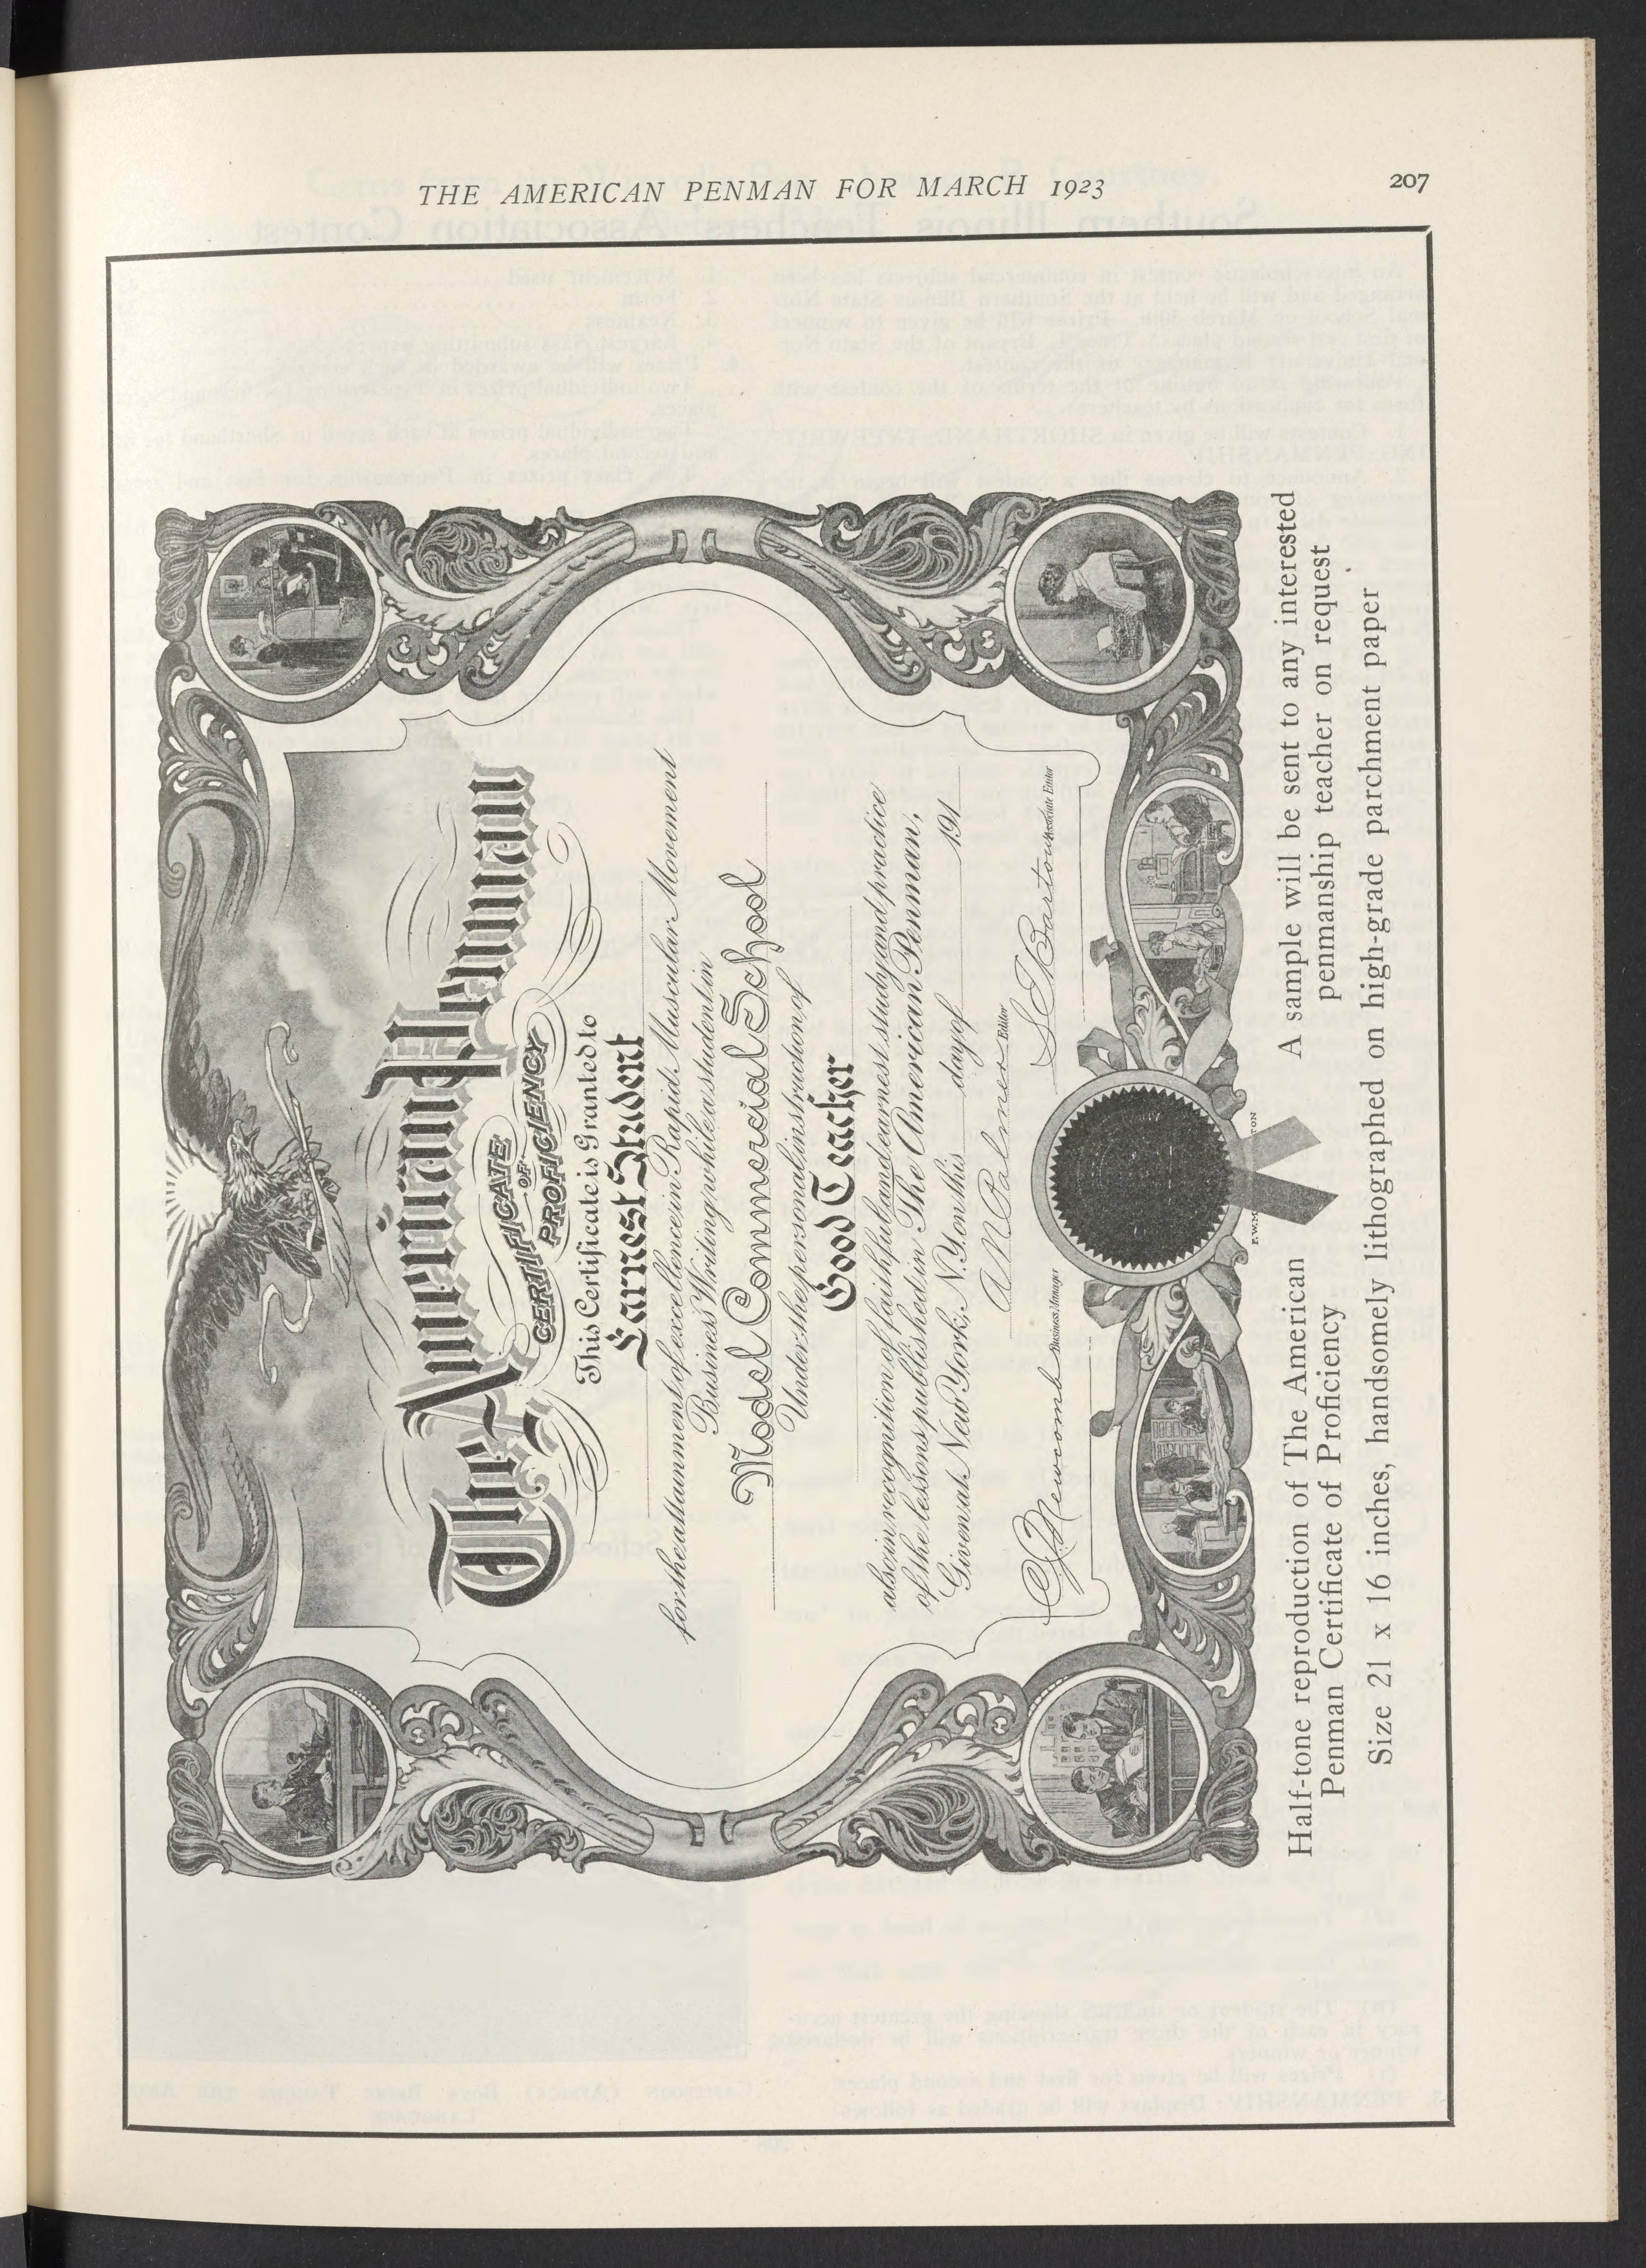 THE AMERICAN PENMAN FOR MARCH 1923
207
The American Penman
CERTIFICATE
OF
PROFICIENCY
This Certificate is Granted to
Earnest Student
for the attainment of excellence in Rapid Muscular Movement
Business Writing while a student in
Model Commercial School
Under the personal instruction of
Good Teacher
also in recognition of faithful and earnest study and practice
of the lessons published in The American Penman,
Given at New York, N.Y. on this day of 191
A N Palmer Editor
C J Newcomb Business Manager
S E Bartow Associate Editor
Half-tone reproduction of The American
Penman Certificate of Proficiency
A sample will be sent to any interested
penmanship teacher on request
Size 21 x 16 inches, handsomely lithographed on high-grade parchment paper